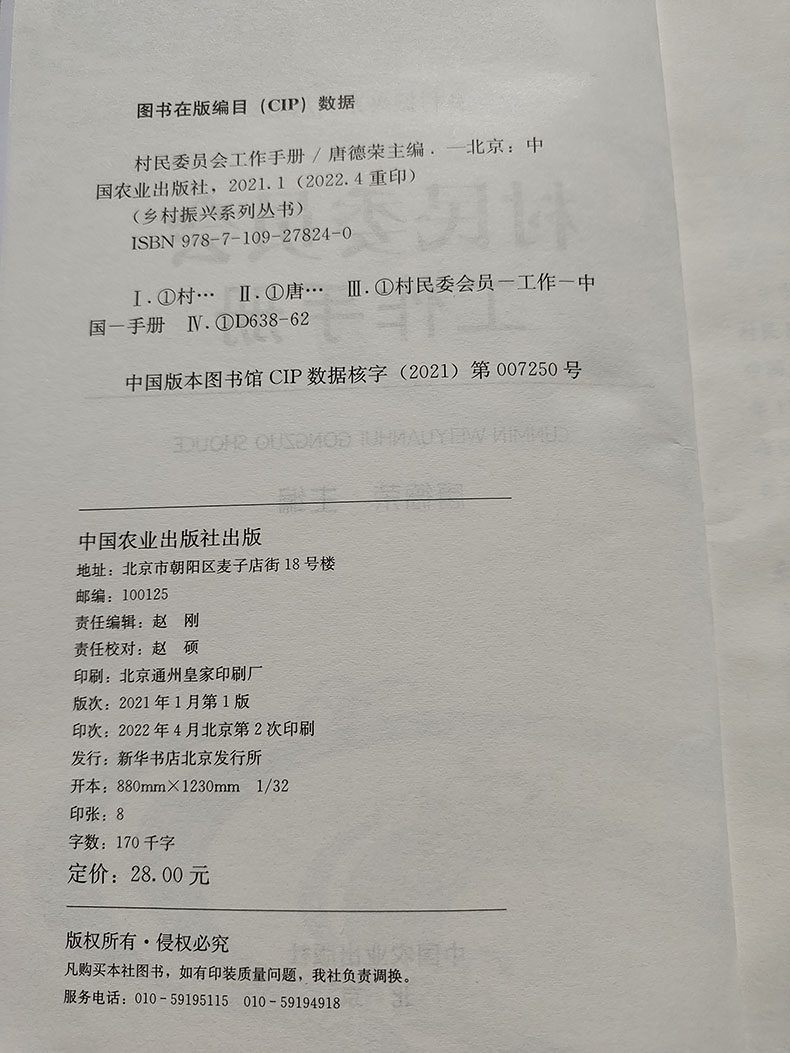 图书在版编目（CIP）数据
村民委员会工作手册 / 唐德荣主编. —北京：中
国农业出版社，2021.1（2022.4重印）
（乡村振兴系列丛书）
ISBN 978-7-109-27824-0
Ⅰ.①村… Ⅱ.①唐… Ⅲ.①村民委会员－工作－中
国－手册 Ⅳ.①D638-62
中国版本图书馆 CIP 数据核字（2021）第 007250 号
CUNMIN WEIYUANHUI GONGZUO SHOUCE
中国农业出版社出版
地址：北京市朝阳区麦子店街 18 号楼
邮编：100125
责任编辑：赵 刚
责任校对：赵 硕
印刷：北京通州皇家印刷厂
版次：2021 年 1 月第 1 版
印次：2022 年 4 月北京第 2 次印刷
发行：新华书店北京发行所
开本：880mm×1230mm 1/32
印张：8
字数：170 千字
定价：28.00 元
版权所有·侵权必究
凡购买本社图书，如有印装质量问题，我社负责调换。
服务电话：010－59195115 010－59194918